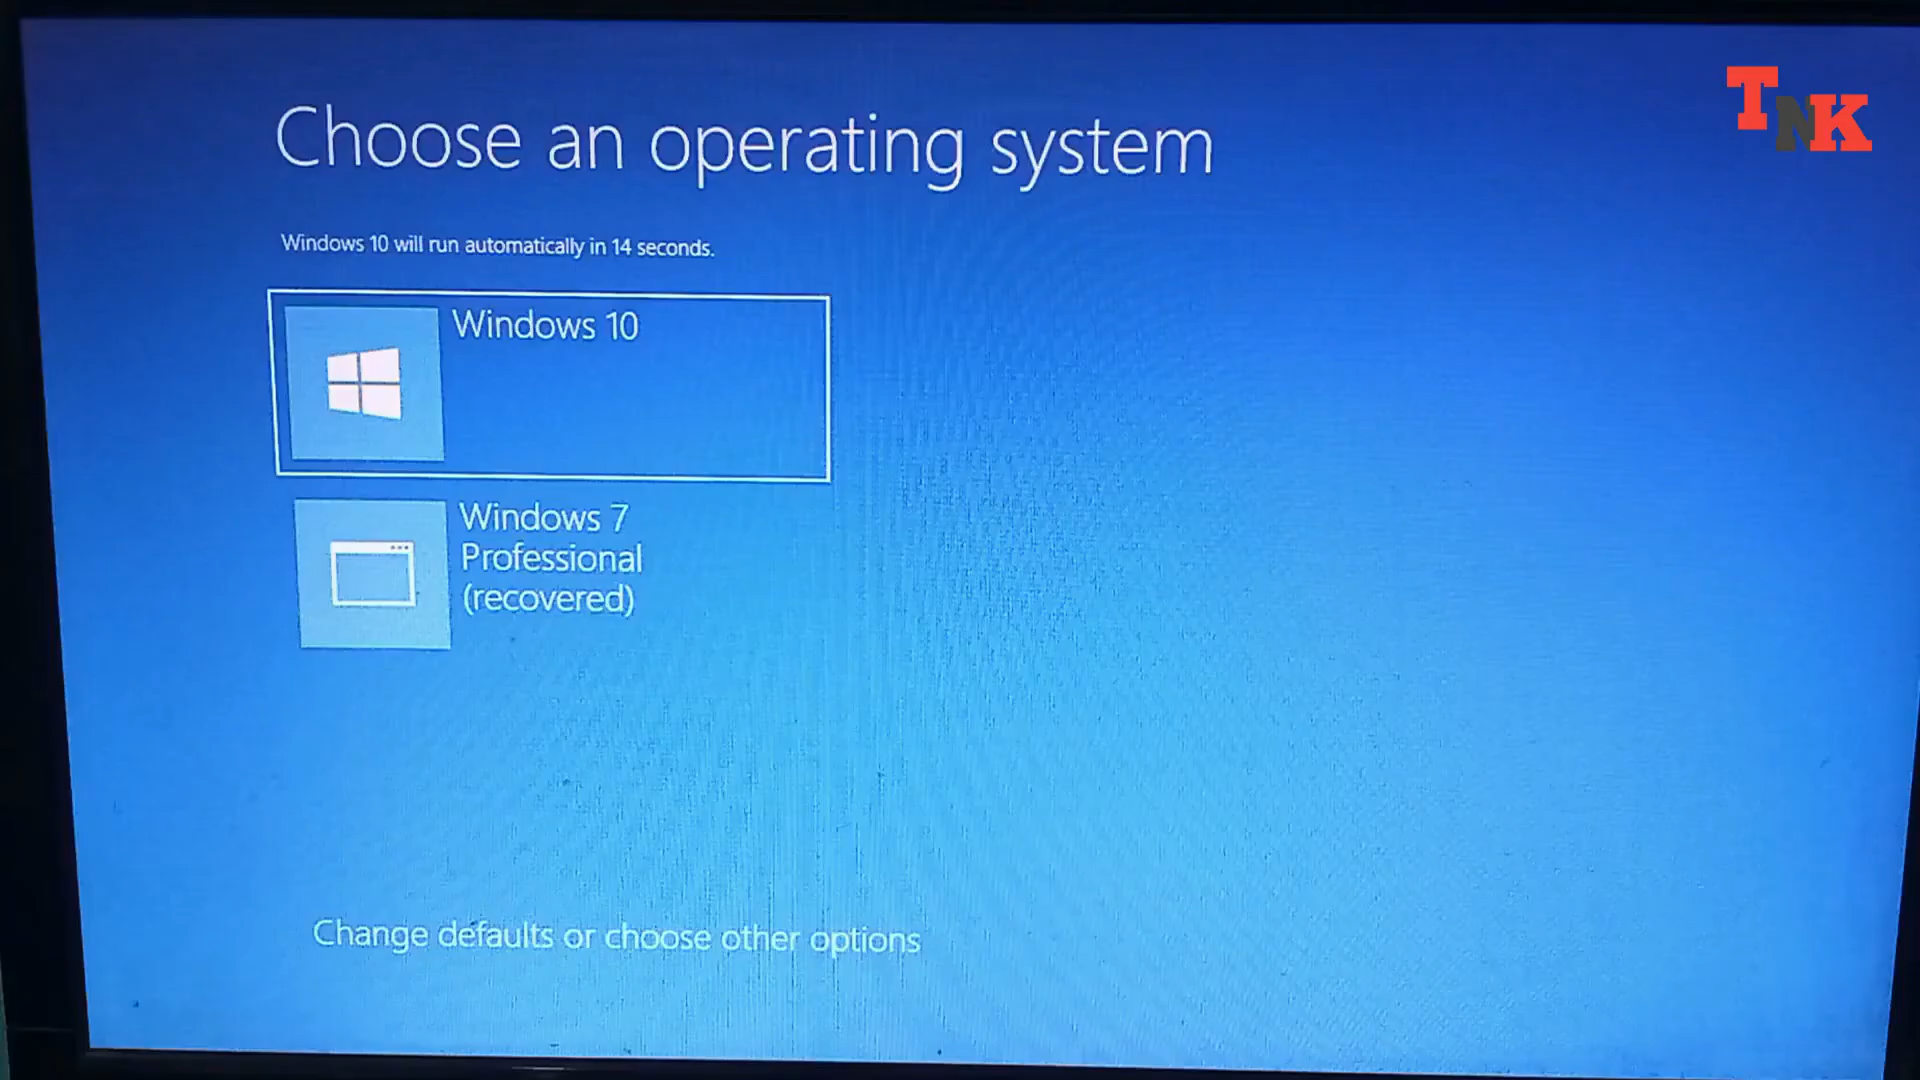 TNK
Choose an operating system
Windows 10 will run automatically in 14 seconds.
Windows 10
Windows 7
Professional
(recovered)
Change defaults or choose other options